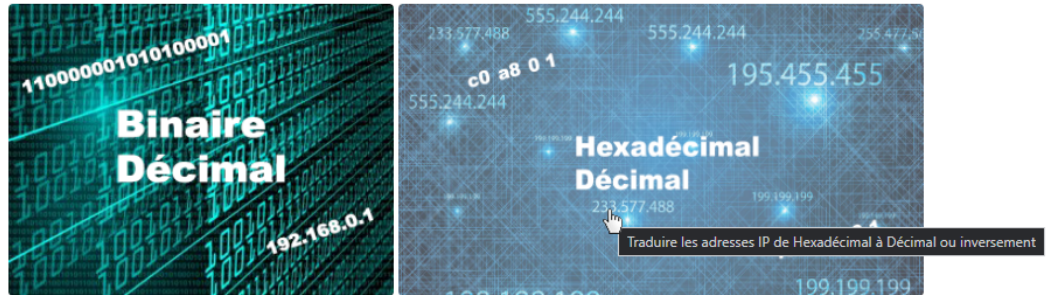 110000001010100001
Binaire
Décimal
192.168.0.1
555.244.244
233.577.488
555.244.244
c0 a8 0 1
195.455.455
555.244.244
Hexadécimal
Décimal
199.199.199
233.577.488
Traduire les adresses IP de Hexadécimal à Décimal ou inversement
199.199.199